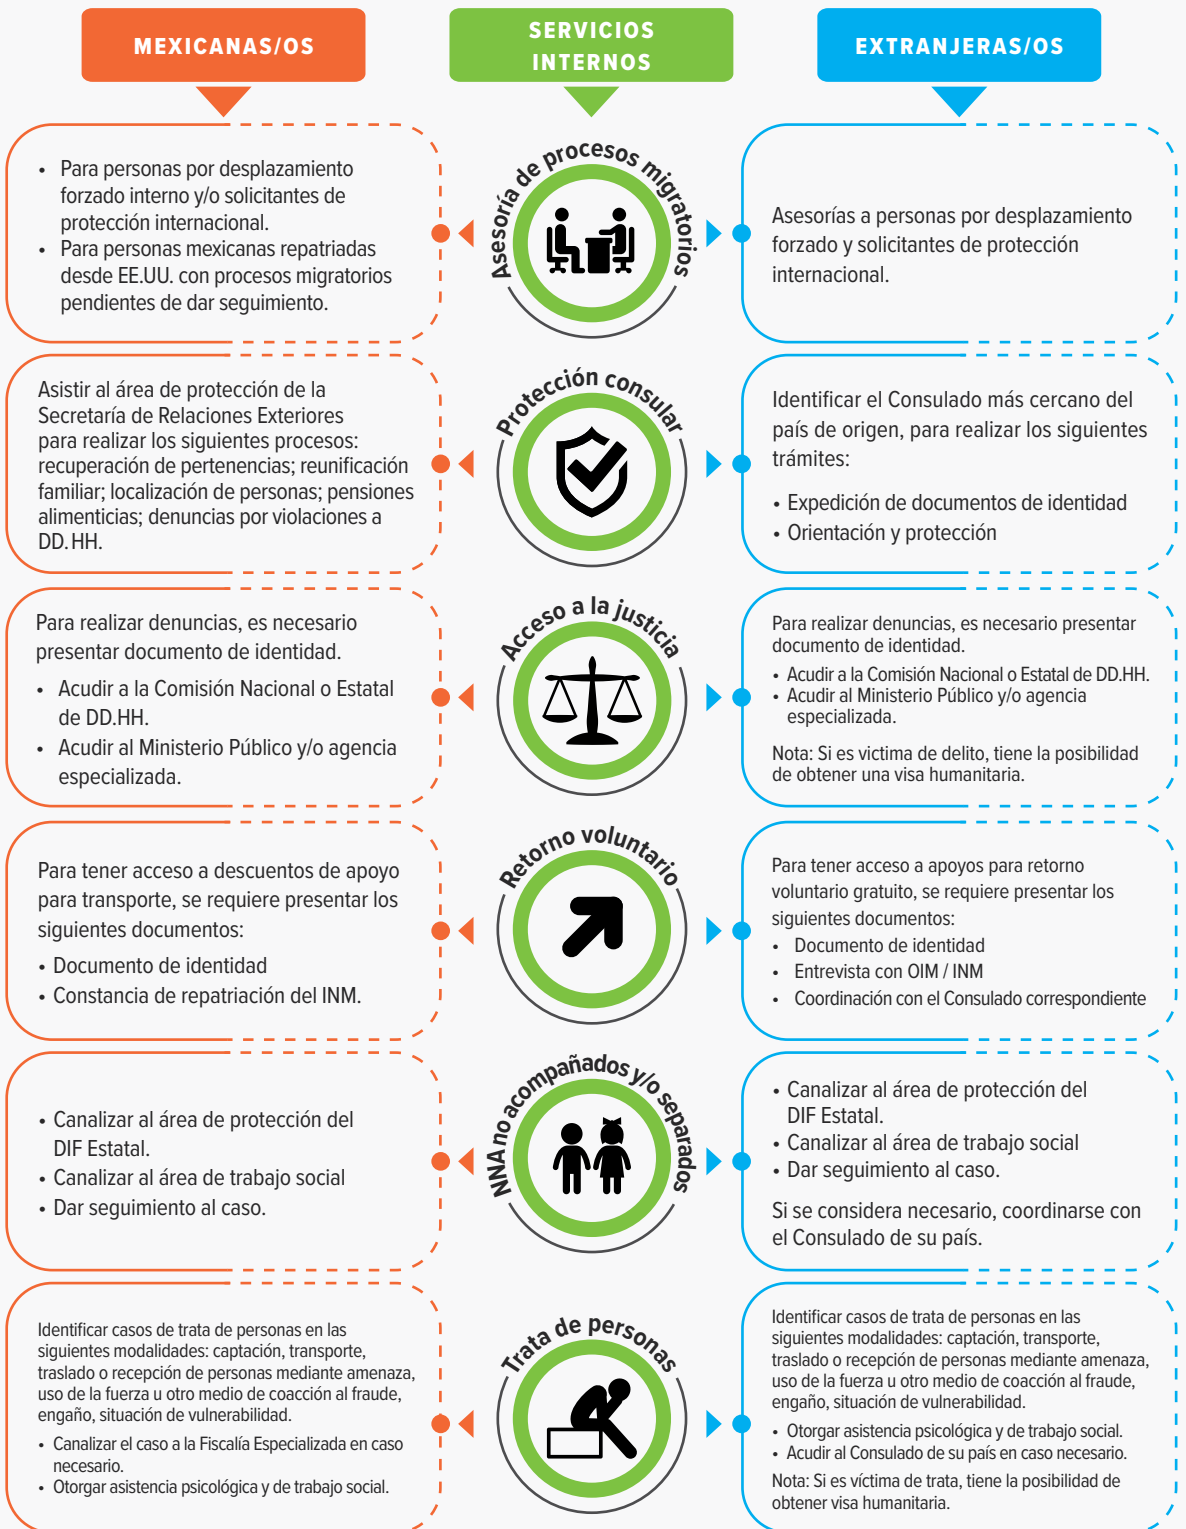 MEXICANAS/OS
SERVICIOS
INTERNOS
EXTRANJERAS/OS
• Para personas por desplazamiento
forzado interno y/o solicitantes de
protección internacional.
• Para personas mexicanas repatriadas
desde EE.UU. con procesos migratorios
pendientes de dar seguimiento.
Asesoría de procesos migratorios
Asesorías a personas por desplazamiento
forzado y solicitantes de protección
internacional.
Asistir al área de protección de la
Secretaría de Relaciones Exteriores
para realizar los siguientes procesos:
recuperación de pertenencias; reunificación
familiar; localización de personas; pensiones
alimenticias; denuncias por violaciones a
DD.HH.
Protección consular
Identificar el Consulado más cercano del
país de origen, para realizar los siguientes
trámites:
• Expedición de documentos de identidad
• Orientación y protección
Para realizar denuncias, es necesario
presentar documento de identidad.
• Acudir a la Comisión Nacional o Estatal
de DD.HH.
• Acudir al Ministerio Público y/o agencia
especializada.
Acceso a la justicia
Para realizar denuncias, es necesario presentar
documento de identidad.
• Acudir a la Comisión Nacional o Estatal de DD.HH.
• Acudir al Ministerio Público y/o agencia
especializada.
Nota: Si es victima de delito, tiene la posibilidad
de obtener una visa humanitaria.
Para tener acceso a descuentos de apoyo
para transporte, se requiere presentar los
siguientes documentos:
• Documento de identidad
• Constancia de repatriación del INM.
Retorno voluntario
Para tener acceso a apoyos para retorno
voluntario gratuito, se requiere presentar los
siguientes documentos:
• Documento de identidad
• Entrevista con OIM / INM
• Coordinación con el Consulado correspondiente
• Canalizar al área de protección del
DIF Estatal.
• Canalizar al área de trabajo social
• Dar seguimiento al caso.
NNA no acompañados y/o separados
• Canalizar al área de protección del
DIF Estatal.
• Canalizar al área de trabajo social
• Dar seguimiento al caso.
Si se considera necesario, coordinarse con
el Consulado de su país.
Identificar casos de trata de personas en las
siguientes modalidades: captación, transporte,
traslado o recepción de personas mediante amenaza,
uso de la fuerza u otro medio de coacción al fraude,
engaño, situación de vulnerabilidad.
• Canalizar el caso a la Fiscalía Especializada en caso
necesario.
• Otorgar asistencia psicológica y de trabajo social.
Trata de personas
Identificar casos de trata de personas en las
siguientes modalidades: captación, transporte,
traslado o recepción de personas mediante amenaza,
uso de la fuerza u otro medio de coacción al fraude,
engaño, situación de vulnerabilidad.
• Otorgar asistencia psicológica y de trabajo social.
• Acudir al Consulado de su país en caso necesario.
Nota: Si es víctima de trata, tiene la posibilidad de
obtener visa humanitaria.